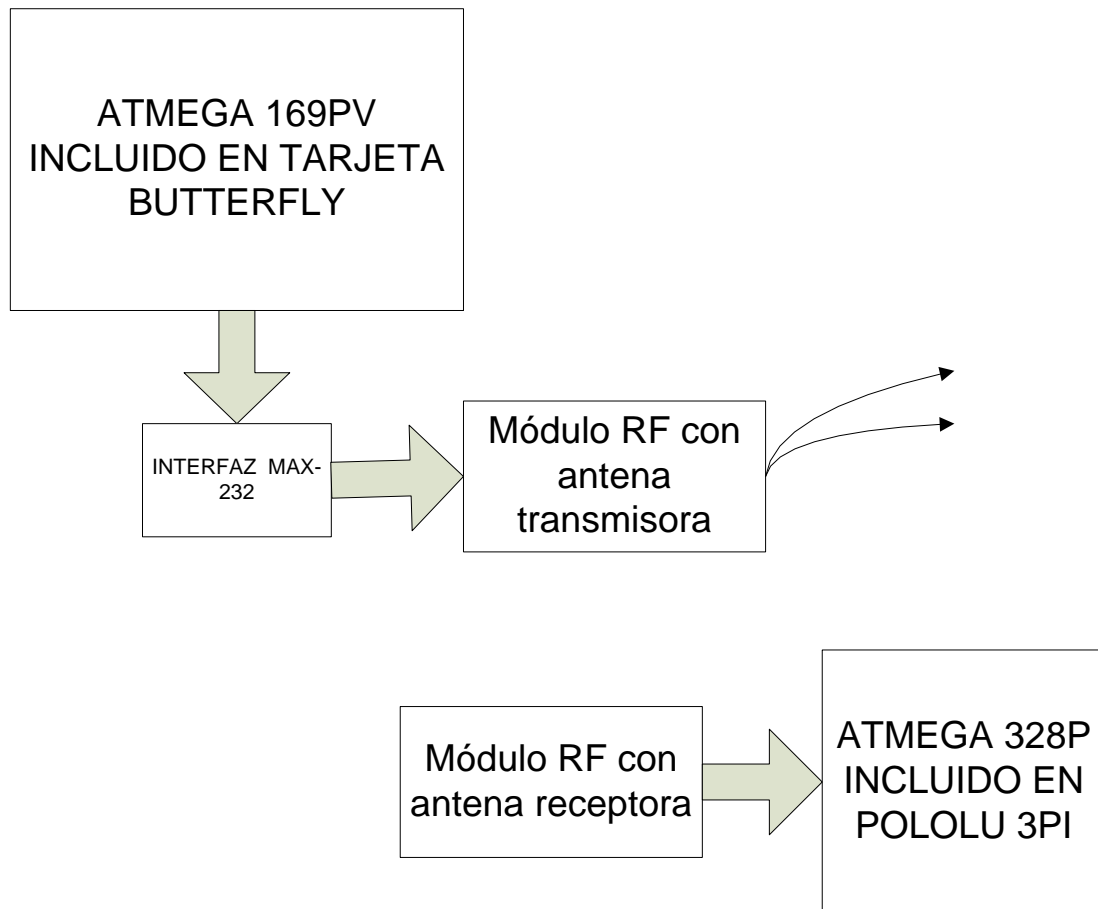 ATMEGA 169PV
INCLUIDO EN TARJETA
BUTTERFLY
INTERFAZ MAX-
232
Módulo RF con
antena
transmisora
Módulo RF con
antena receptora
ATMEGA 328P
INCLUIDO EN
POLOLU 3PI